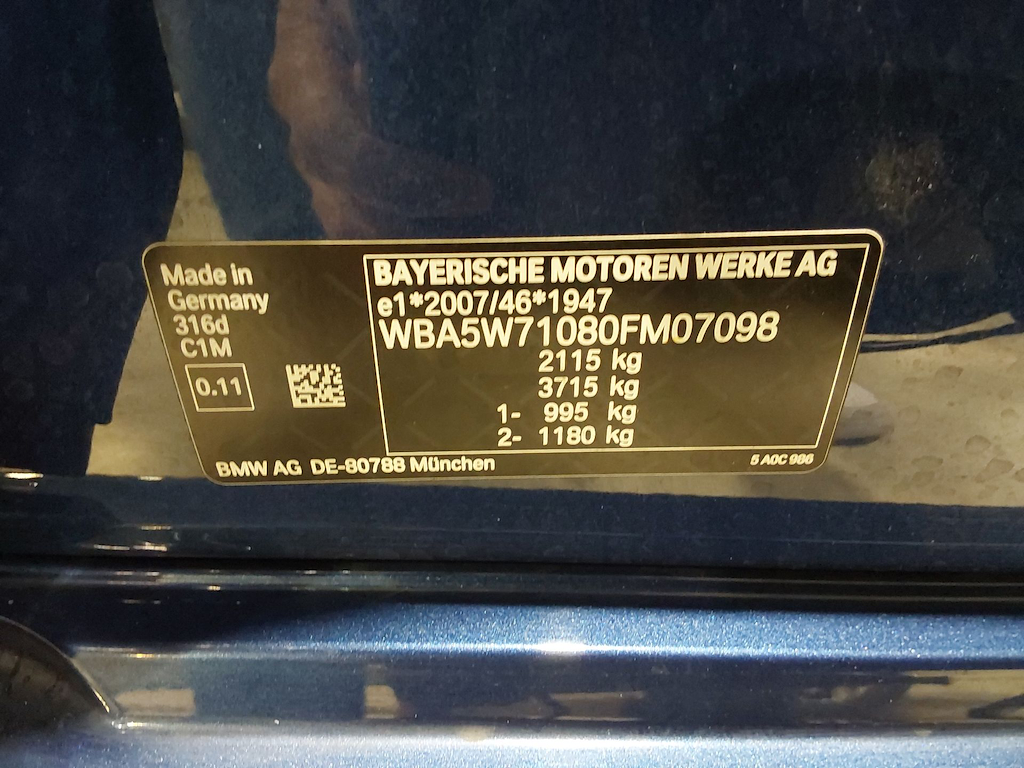 Made in
Germany
316d
C1M
0.11
BMW AG DE-80788 München
BAYERISCHE MOTOREN WERKE AG
e1*2007/46*1947
WBA5W71080FM07098
2115 kg
3715 kg
1- 995 kg
2- 1180 kg
5 A0C 986